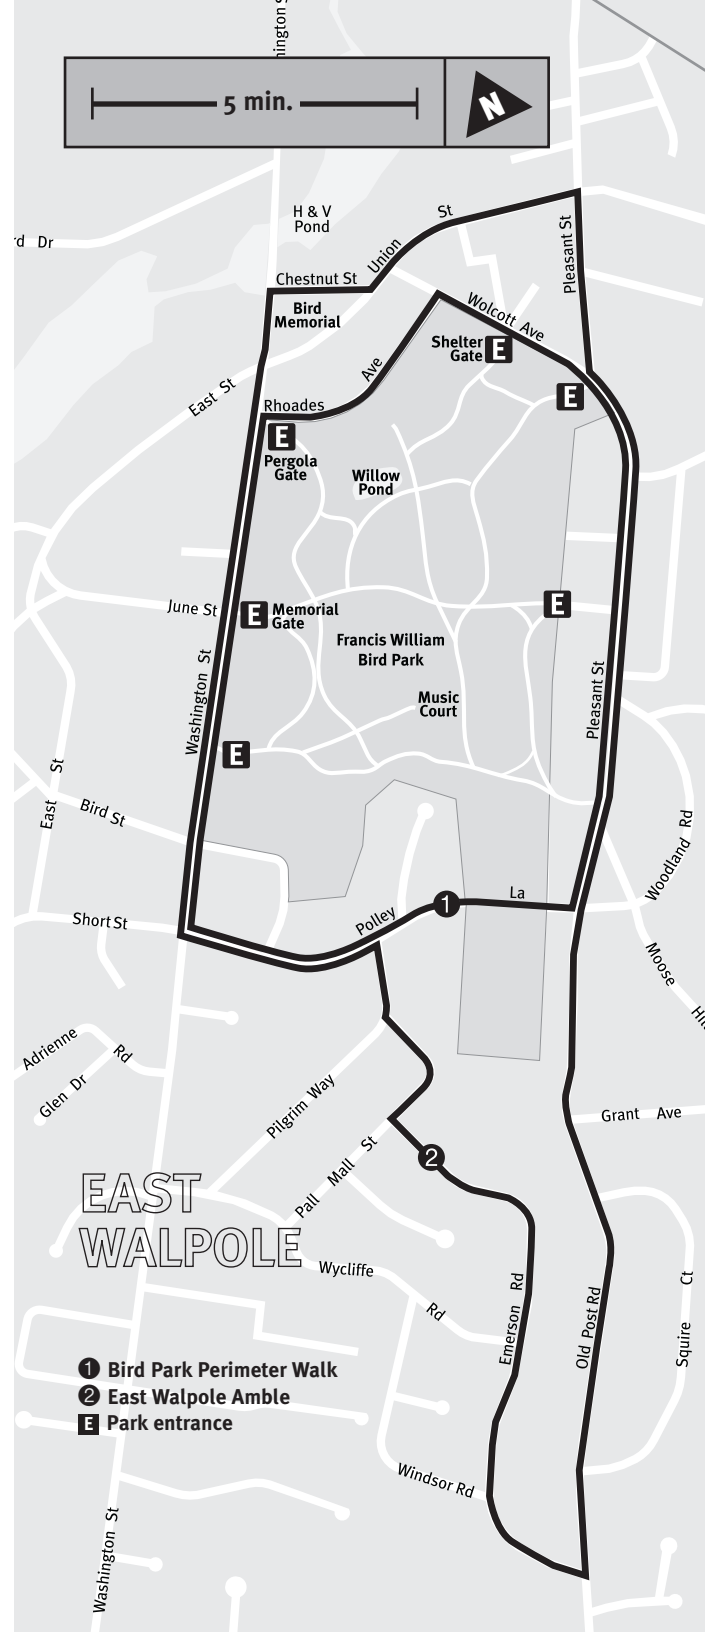 ington S
5 min.
N
H & V
Pond
rd Dr
Union St
Pleasant St
Chestnut St
Bird
Memorial
Wolcott Ave
Shelter
Gate
E
E
East St
Rhoades Ave
E
Pergola
Gate
Willow
Pond
June St
E
Memorial
Gate
E
Francis William
Bird Park
Washington St
Music
Court
Pleasant St
E
East St
Bird St
Woodland Rd
Short St
Polley La
1
Moose Hil
Adrienne Rd
Glen Dr
Pilgrim Way
Grant Ave
Pall Mall St
2
EAST
WALPOLE
Wycliffe Rd
Emerson Rd
Old Post Rd
Squire Ct
1 Bird Park Perimeter Walk
2 East Walpole Amble
E Park entrance
Windsor Rd
Washington St